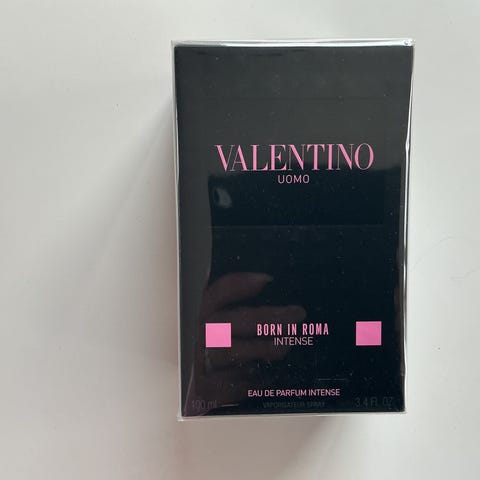 VALENTINO
UOMO
BORN IN ROMA
INTENSE
EAU DE PARFUM INTENSE
100 ml VAPORISATEUR SPRAY 3.4 FL.OZ